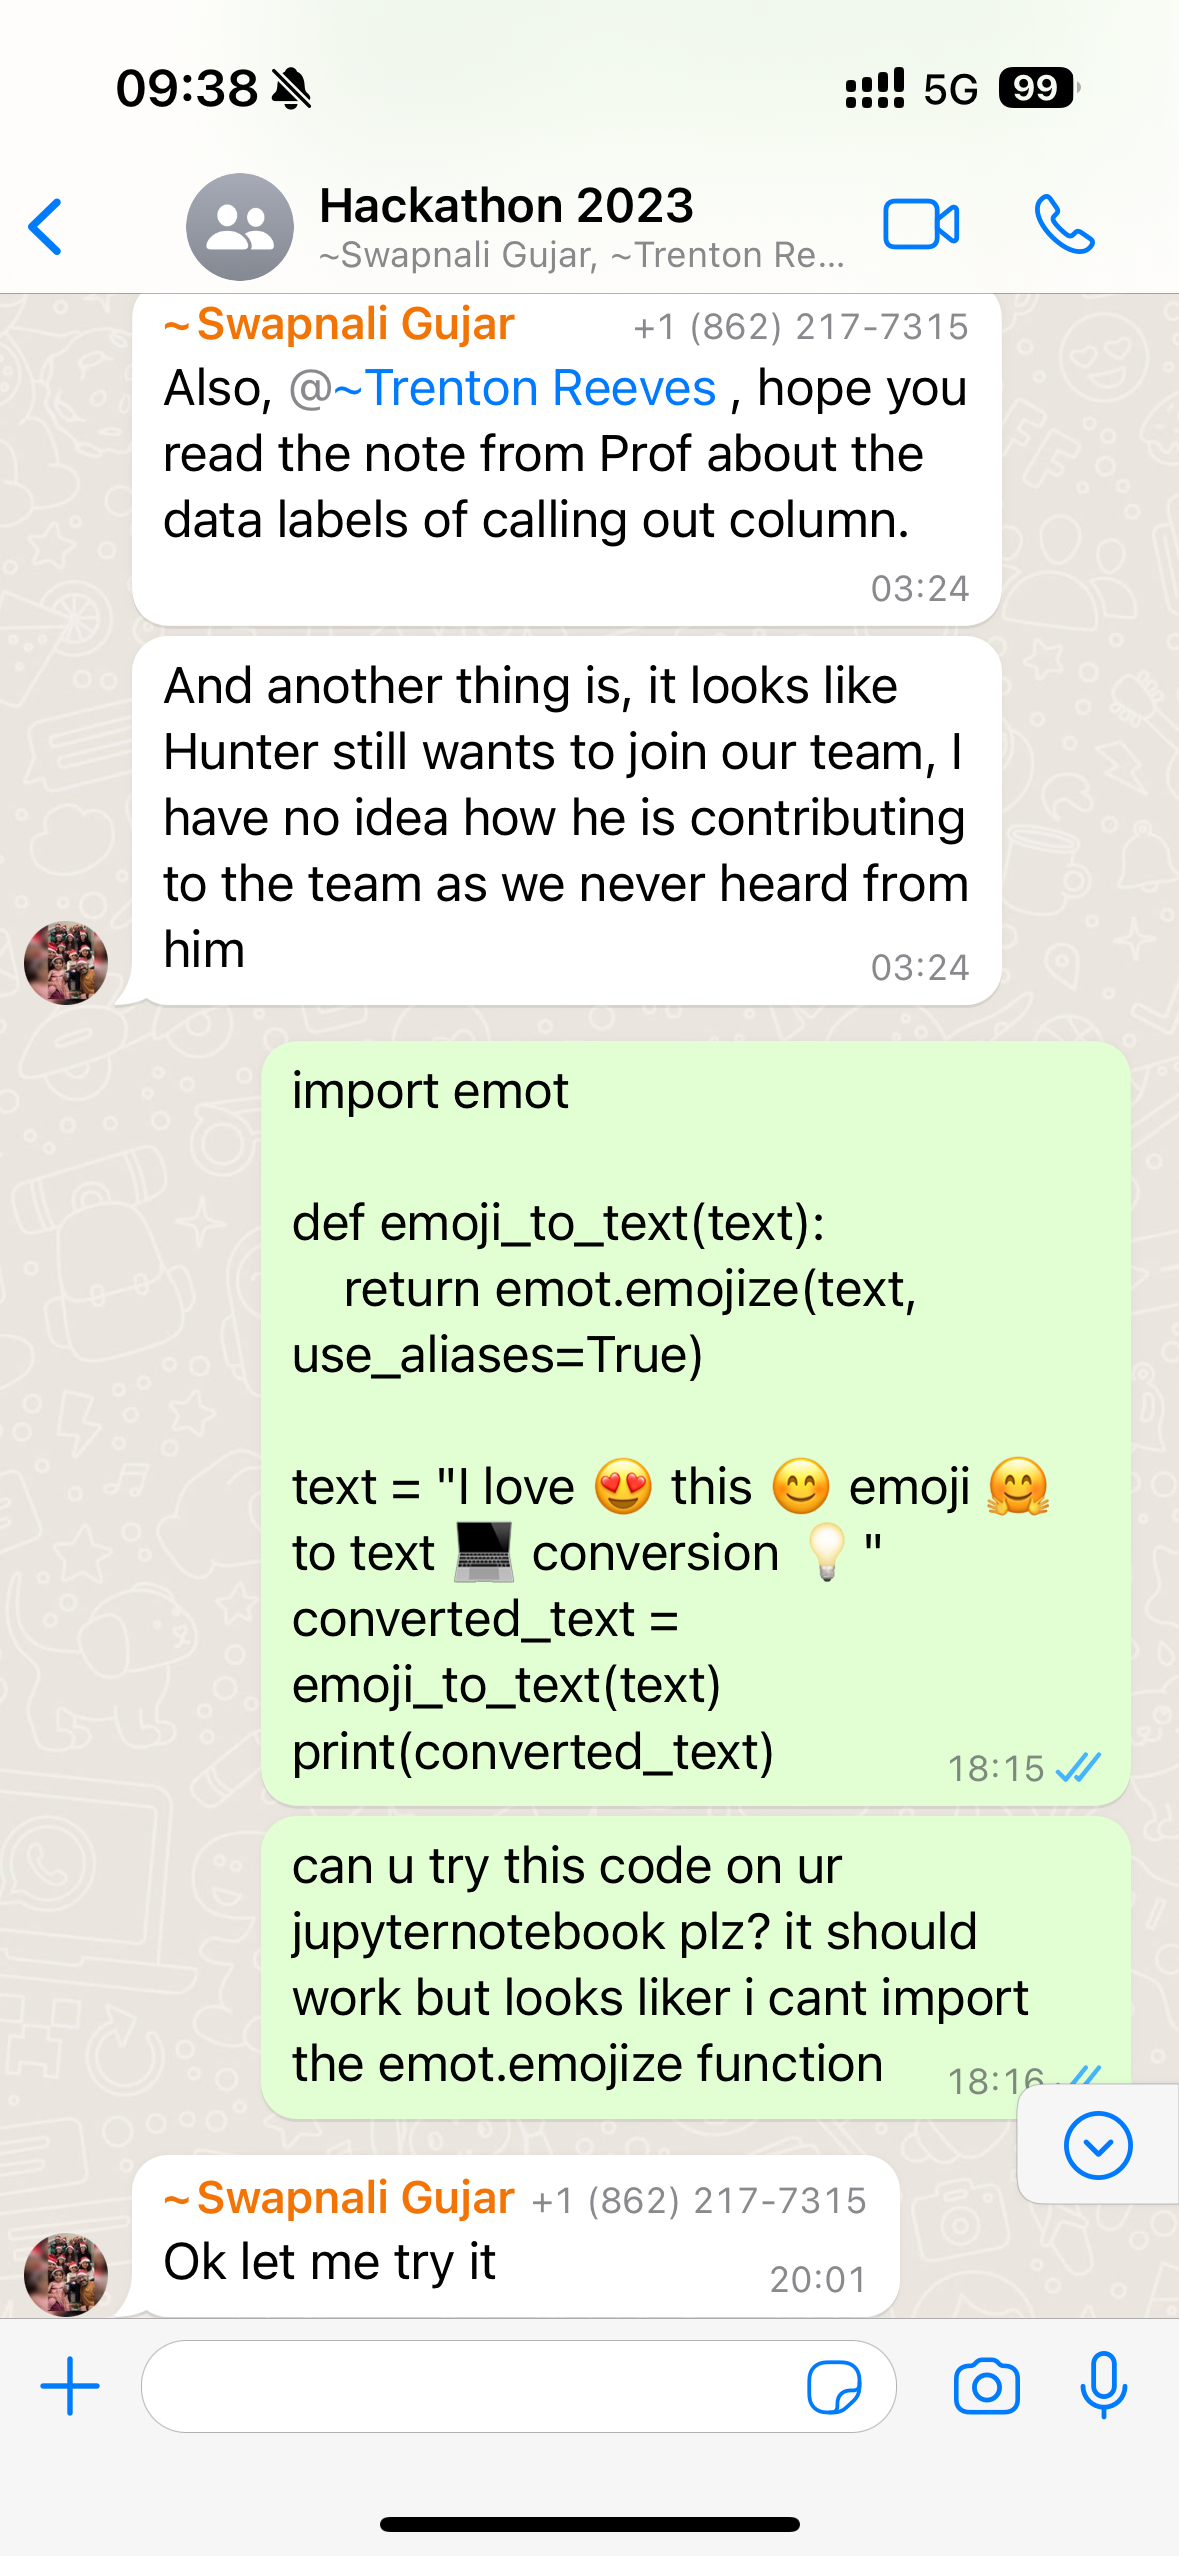 09:38
5G 99
Hackathon 2023
~Swapnali Gujar, ~Trenton Re...
~Swapnali Gujar +1 (862) 217-7315
Also, @~Trenton Reeves , hope you
read the note from Prof about the
data labels of calling out column.
03:24
And another thing is, it looks like
Hunter still wants to join our team, I
have no idea how he is contributing
to the team as we never heard from
him
03:24
import emot
def emoji_to_text(text):
    return emot.emojize(text,
use_aliases=True)
text = "I love 😍 this 😊 emoji 🤗
to text 💻 conversion 💡 "
converted_text =
emoji_to_text(text)
print(converted_text)
18:15
can u try this code on ur
jupyternotebook plz? it should
work but looks liker i cant import
the emot.emojize function
18:16
~Swapnali Gujar +1 (862) 217-7315
Ok let me try it
20:01